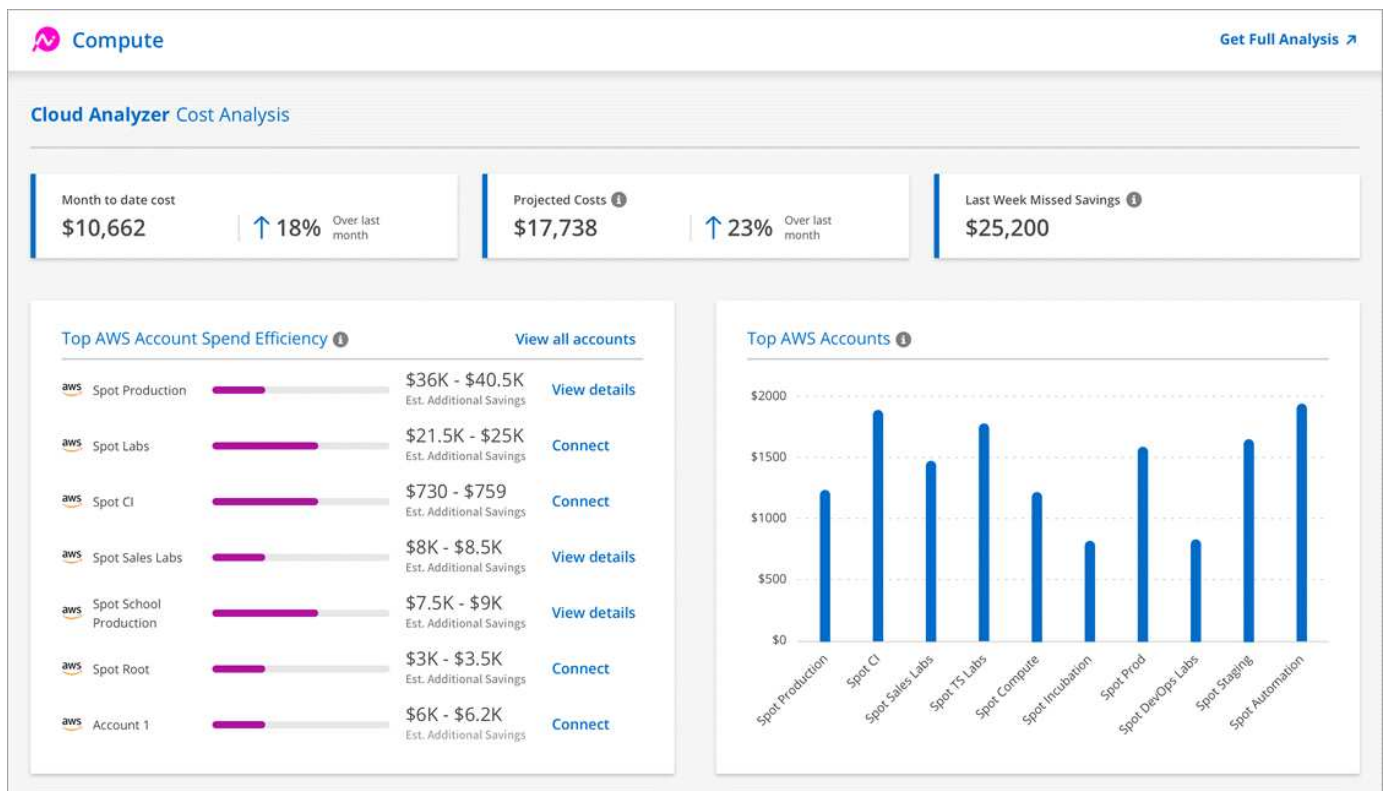 Compute
Get Full Analysis
Cloud Analyzer Cost Analysis
Month to date cost
$10,662
18%
Over last
month
Projected Costs
$17,738
23%
Over last
month
Last Week Missed Savings
$25,200
Top AWS Account Spend Efficiency
View all accounts
aws
Spot Production
$36K - $40.5K
Est. Additional Savings
View details
aws
Spot Labs
$21.5K - $25K
Est. Additional Savings
Connect
aws
Spot CI
$730 - $759
Est. Additional Savings
Connect
aws
Spot Sales Labs
$8K - $8.5K
Est. Additional Savings
View details
aws
Spot School
Production
$7.5K - $9K
Est. Additional Savings
View details
aws
Spot Root
$3K - $3.5K
Est. Additional Savings
Connect
aws
Account 1
$6K - $6.2K
Est. Additional Savings
Connect
Top AWS Accounts
$2000
$1500
$1000
$500
$0
Spot Production
Spot CI
Spot Sales Labs
Spot TS Labs
Spot Compute
Spot Incubation
Spot Prod
Spot DevOps Labs
Spot Staging
Spot Automation